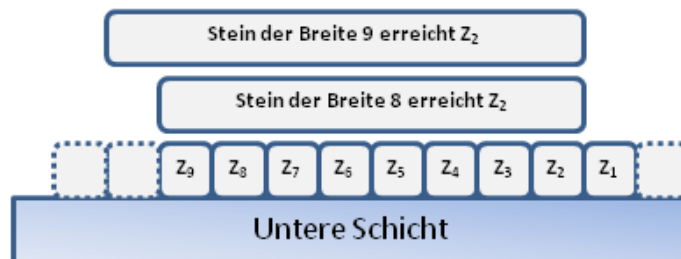 Stein der Breite 9 erreicht Z₂
Stein der Breite 8 erreicht Z₂
Z₉ Z₈ Z₇ Z₆ Z₅ Z₄ Z₃ Z₂ Z₁
Untere Schicht